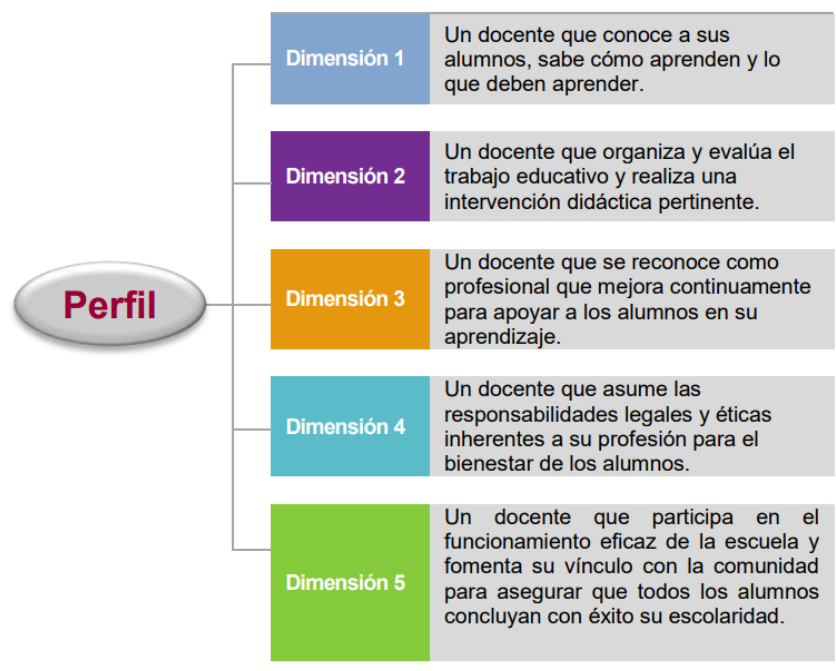 Perfil
Dimensión 1
Un docente que conoce a sus
alumnos, sabe cómo aprenden y lo
que deben aprender.
Dimensión 2
Un docente que organiza y evalúa el
trabajo educativo y realiza una
intervención didáctica pertinente.
Dimensión 3
Un docente que se reconoce como
profesional que mejora continuamente
para apoyar a los alumnos en su
aprendizaje.
Dimensión 4
Un docente que asume las
responsabilidades legales y éticas
inherentes a su profesión para el
bienestar de los alumnos.
Dimensión 5
Un docente que participa en el
funcionamiento eficaz de la escuela y
fomenta su vínculo con la comunidad
para asegurar que todos los alumnos
concluyan con éxito su escolaridad.